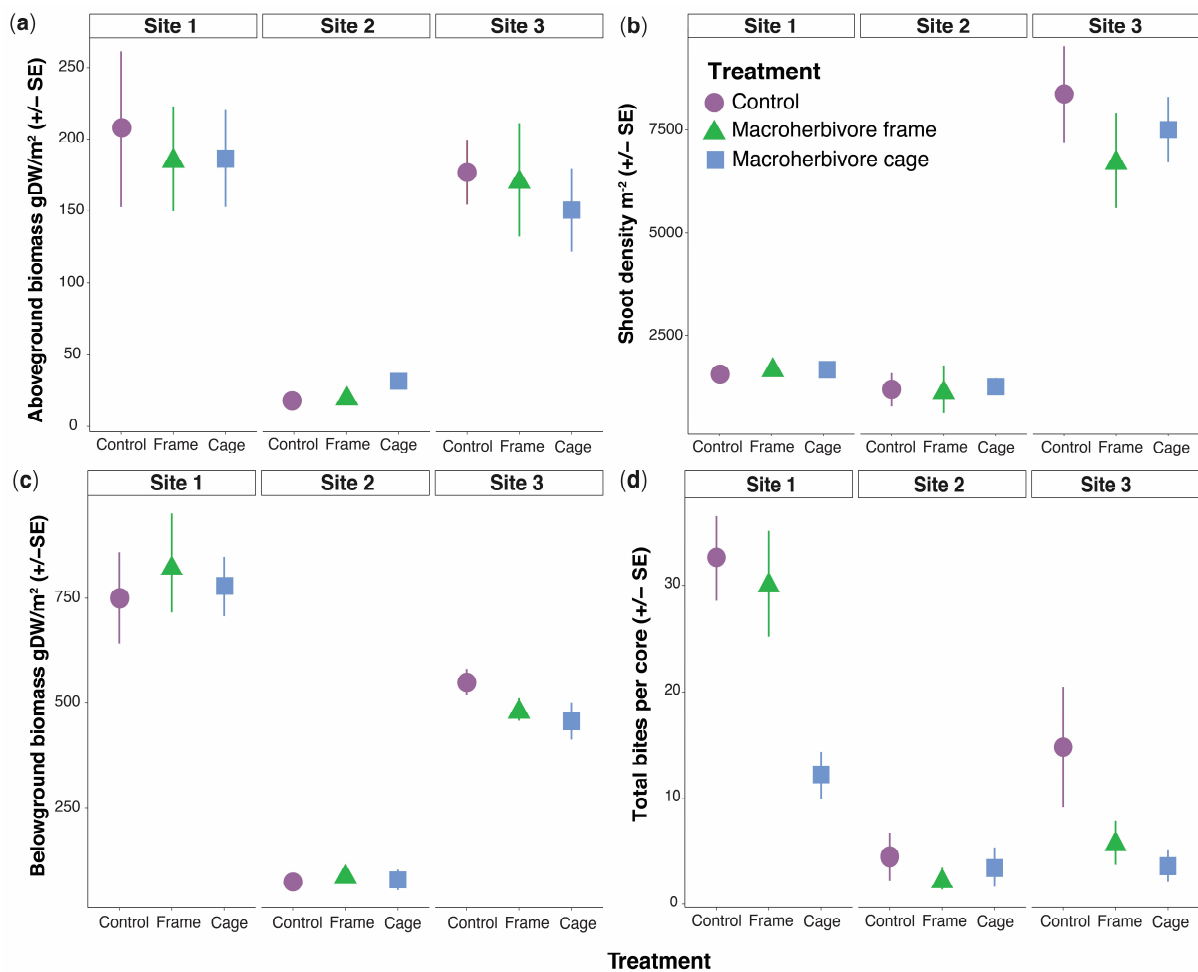 (a)
Site 1 Site 2 Site 3
Aboveground biomass gDW/m² (+/− SE)
250
200
150
100
50
0
Control Frame Cage Control Frame Cage Control Frame Cage
(b)
Site 1 Site 2 Site 3
Shoot density m⁻² (+/− SE)
Treatment
Control
Macroherbivore frame
Macroherbivore cage
7500
5000
2500
Control Frame Cage Control Frame Cage Control Frame Cage
(c)
Site 1 Site 2 Site 3
Belowground biomass gDW/m² (+/−SE)
750
500
250
Control Frame Cage Control Frame Cage Control Frame Cage
(d)
Site 1 Site 2 Site 3
Total bites per core (+/− SE)
30
20
10
0
Control Frame Cage Control Frame Cage Control Frame Cage
Treatment